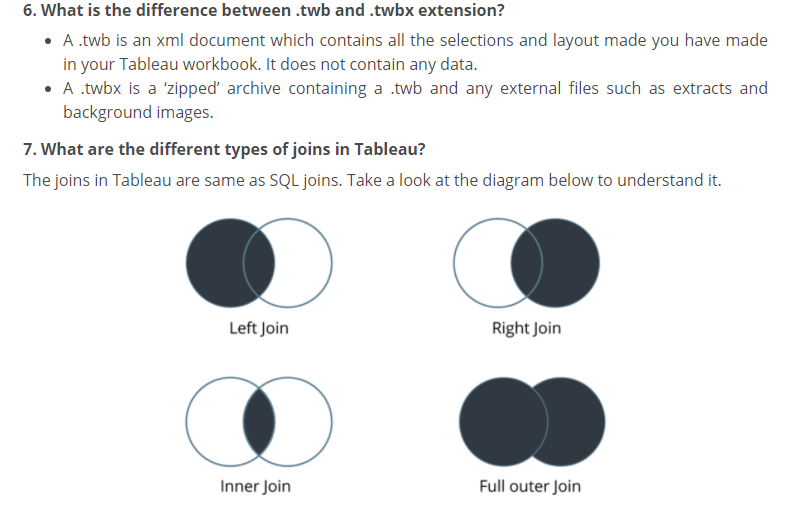 6. What is the difference between .twb and .twbx extension?
• A .twb is an xml document which contains all the selections and layout made you have made
in your Tableau workbook. It does not contain any data.
• A .twbx is a ‘zipped’ archive containing a .twb and any external files such as extracts and
background images.
7. What are the different types of joins in Tableau?
The joins in Tableau are same as SQL joins. Take a look at the diagram below to understand it.
Left Join
Right Join
Inner Join
Full outer Join